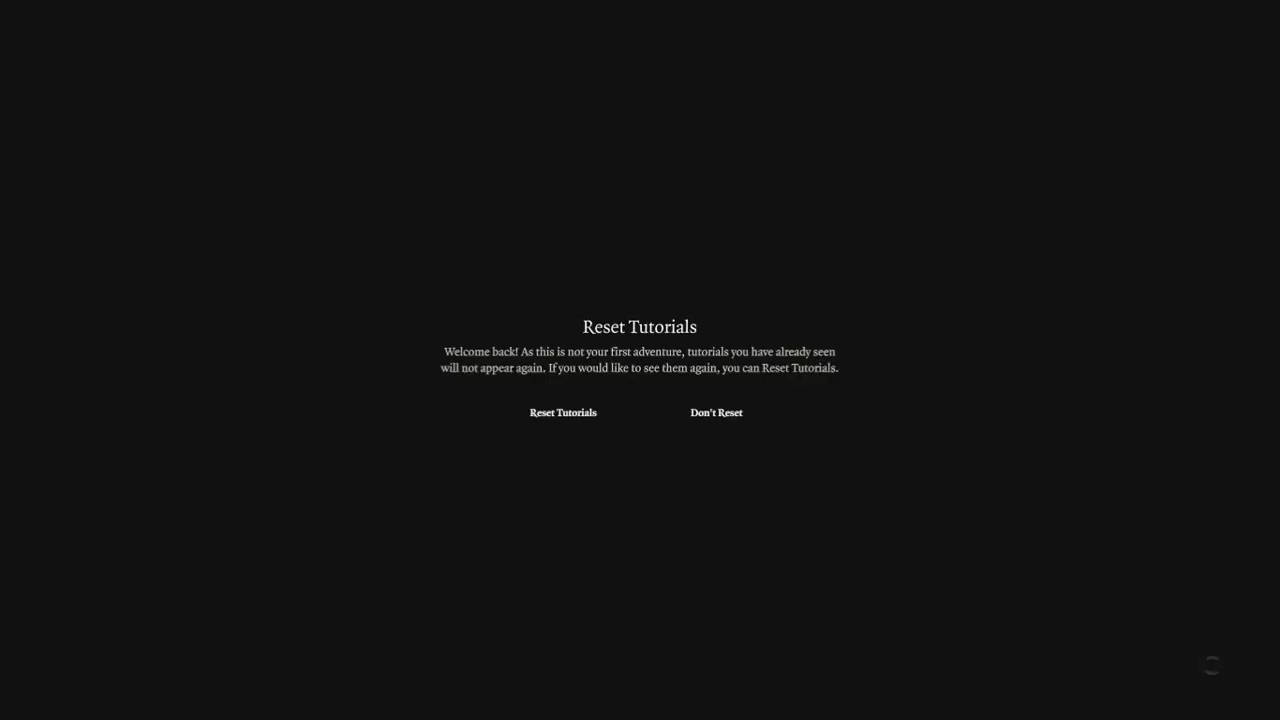 Reset Tutorials
Welcome back! As this is not your first adventure, tutorials you have already seen
will not appear again. If you would like to see them again, you can Reset Tutorials.
Reset Tutorials
Don't Reset